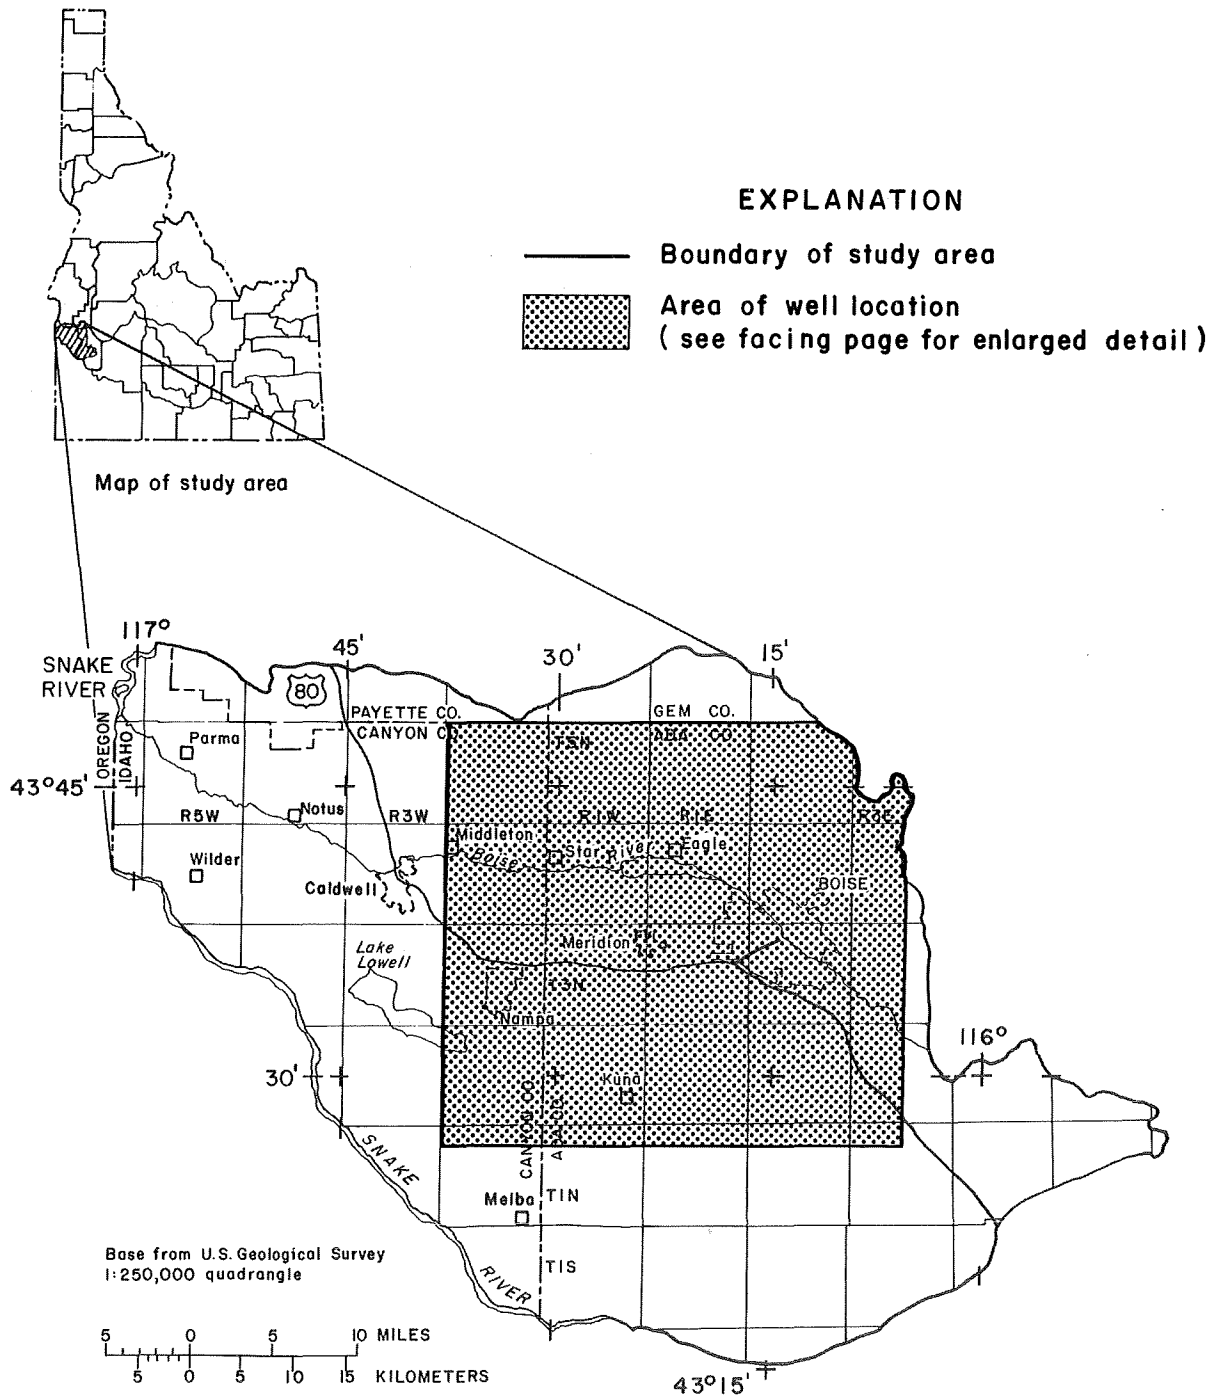 EXPLANATION
Boundary of study area
Area of well location
( see facing page for enlarged detail )
Map of study area
117°
45'
30'
15'
SNAKE
RIVER
80
PAYETTE CO.
CANYON CO.
GEM CO.
ADA CO.
OREGON
IDAHO
Parma
T5N
43°45'
R5W
Notus
R3W
R1W
R1E
R3E
Middleton
Boise River
Star
Eagle
Wilder
Caldwell
BOISE
Meridian
Lake
Lowell
T3N
Nampa
116°
30'
Kuna
CANYON CO.
ADA CO.
SNAKE
RIVER
Melba
T1N
T1S
Base from U.S. Geological Survey
1:250,000 quadrangle
5 0 5 10 MILES
5 0 5 10 15 KILOMETERS
43°15'